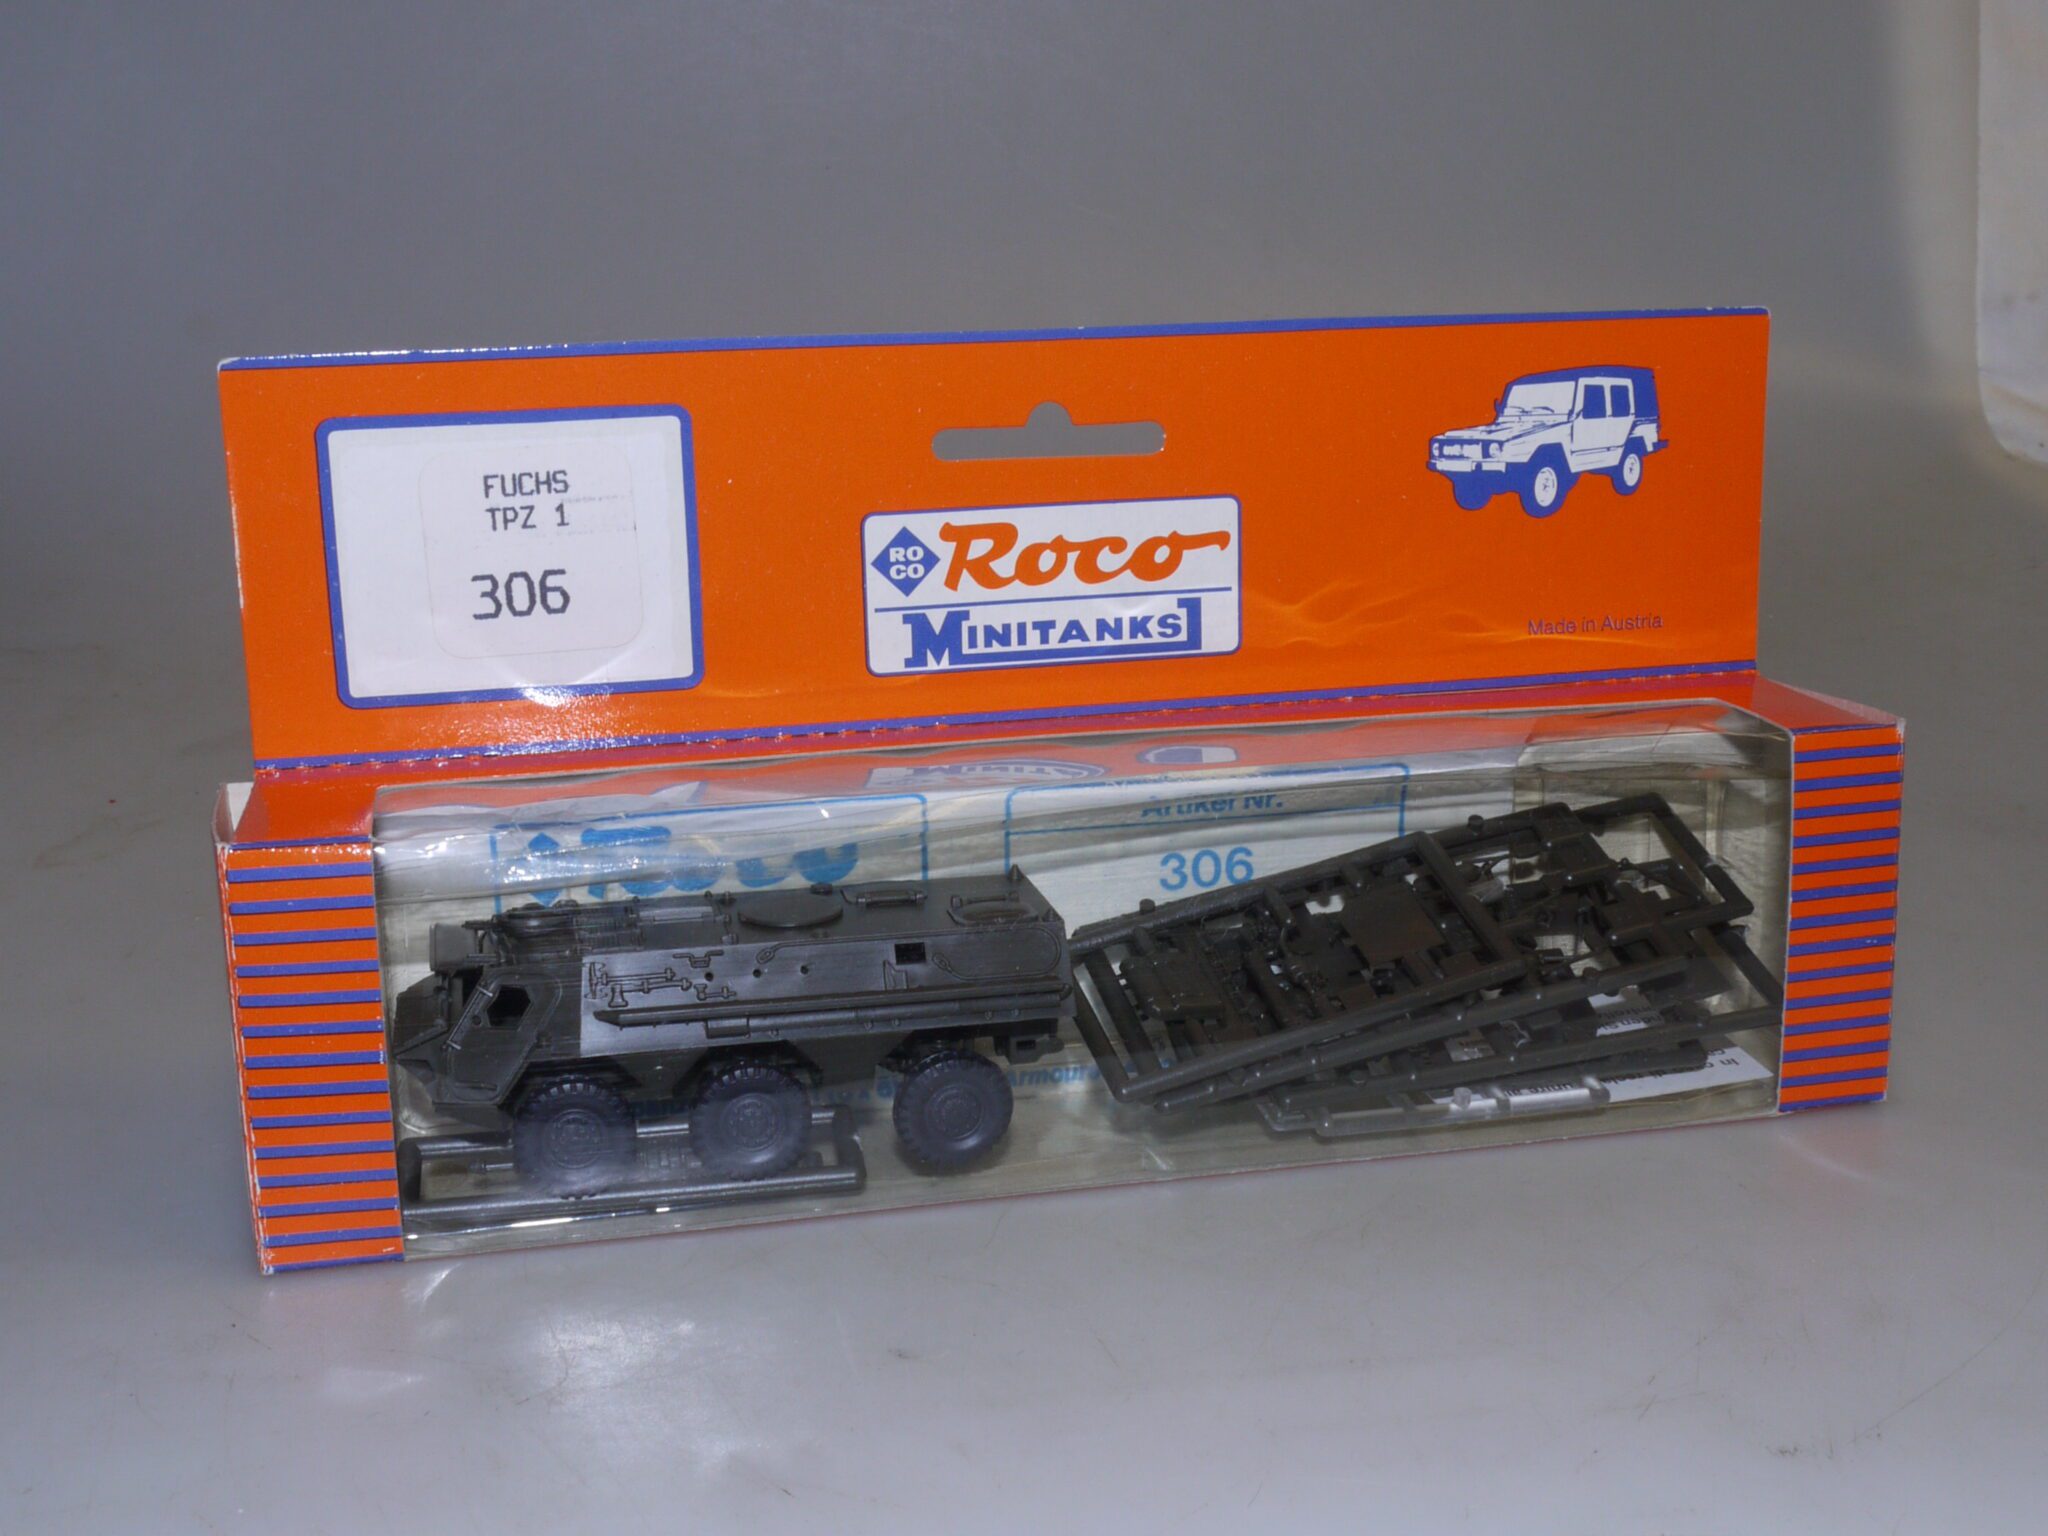 FUCHS
TPZ 1
306
RO
CO
Roco
MINITANKS
Made in Austria
Artikel Nr.
306